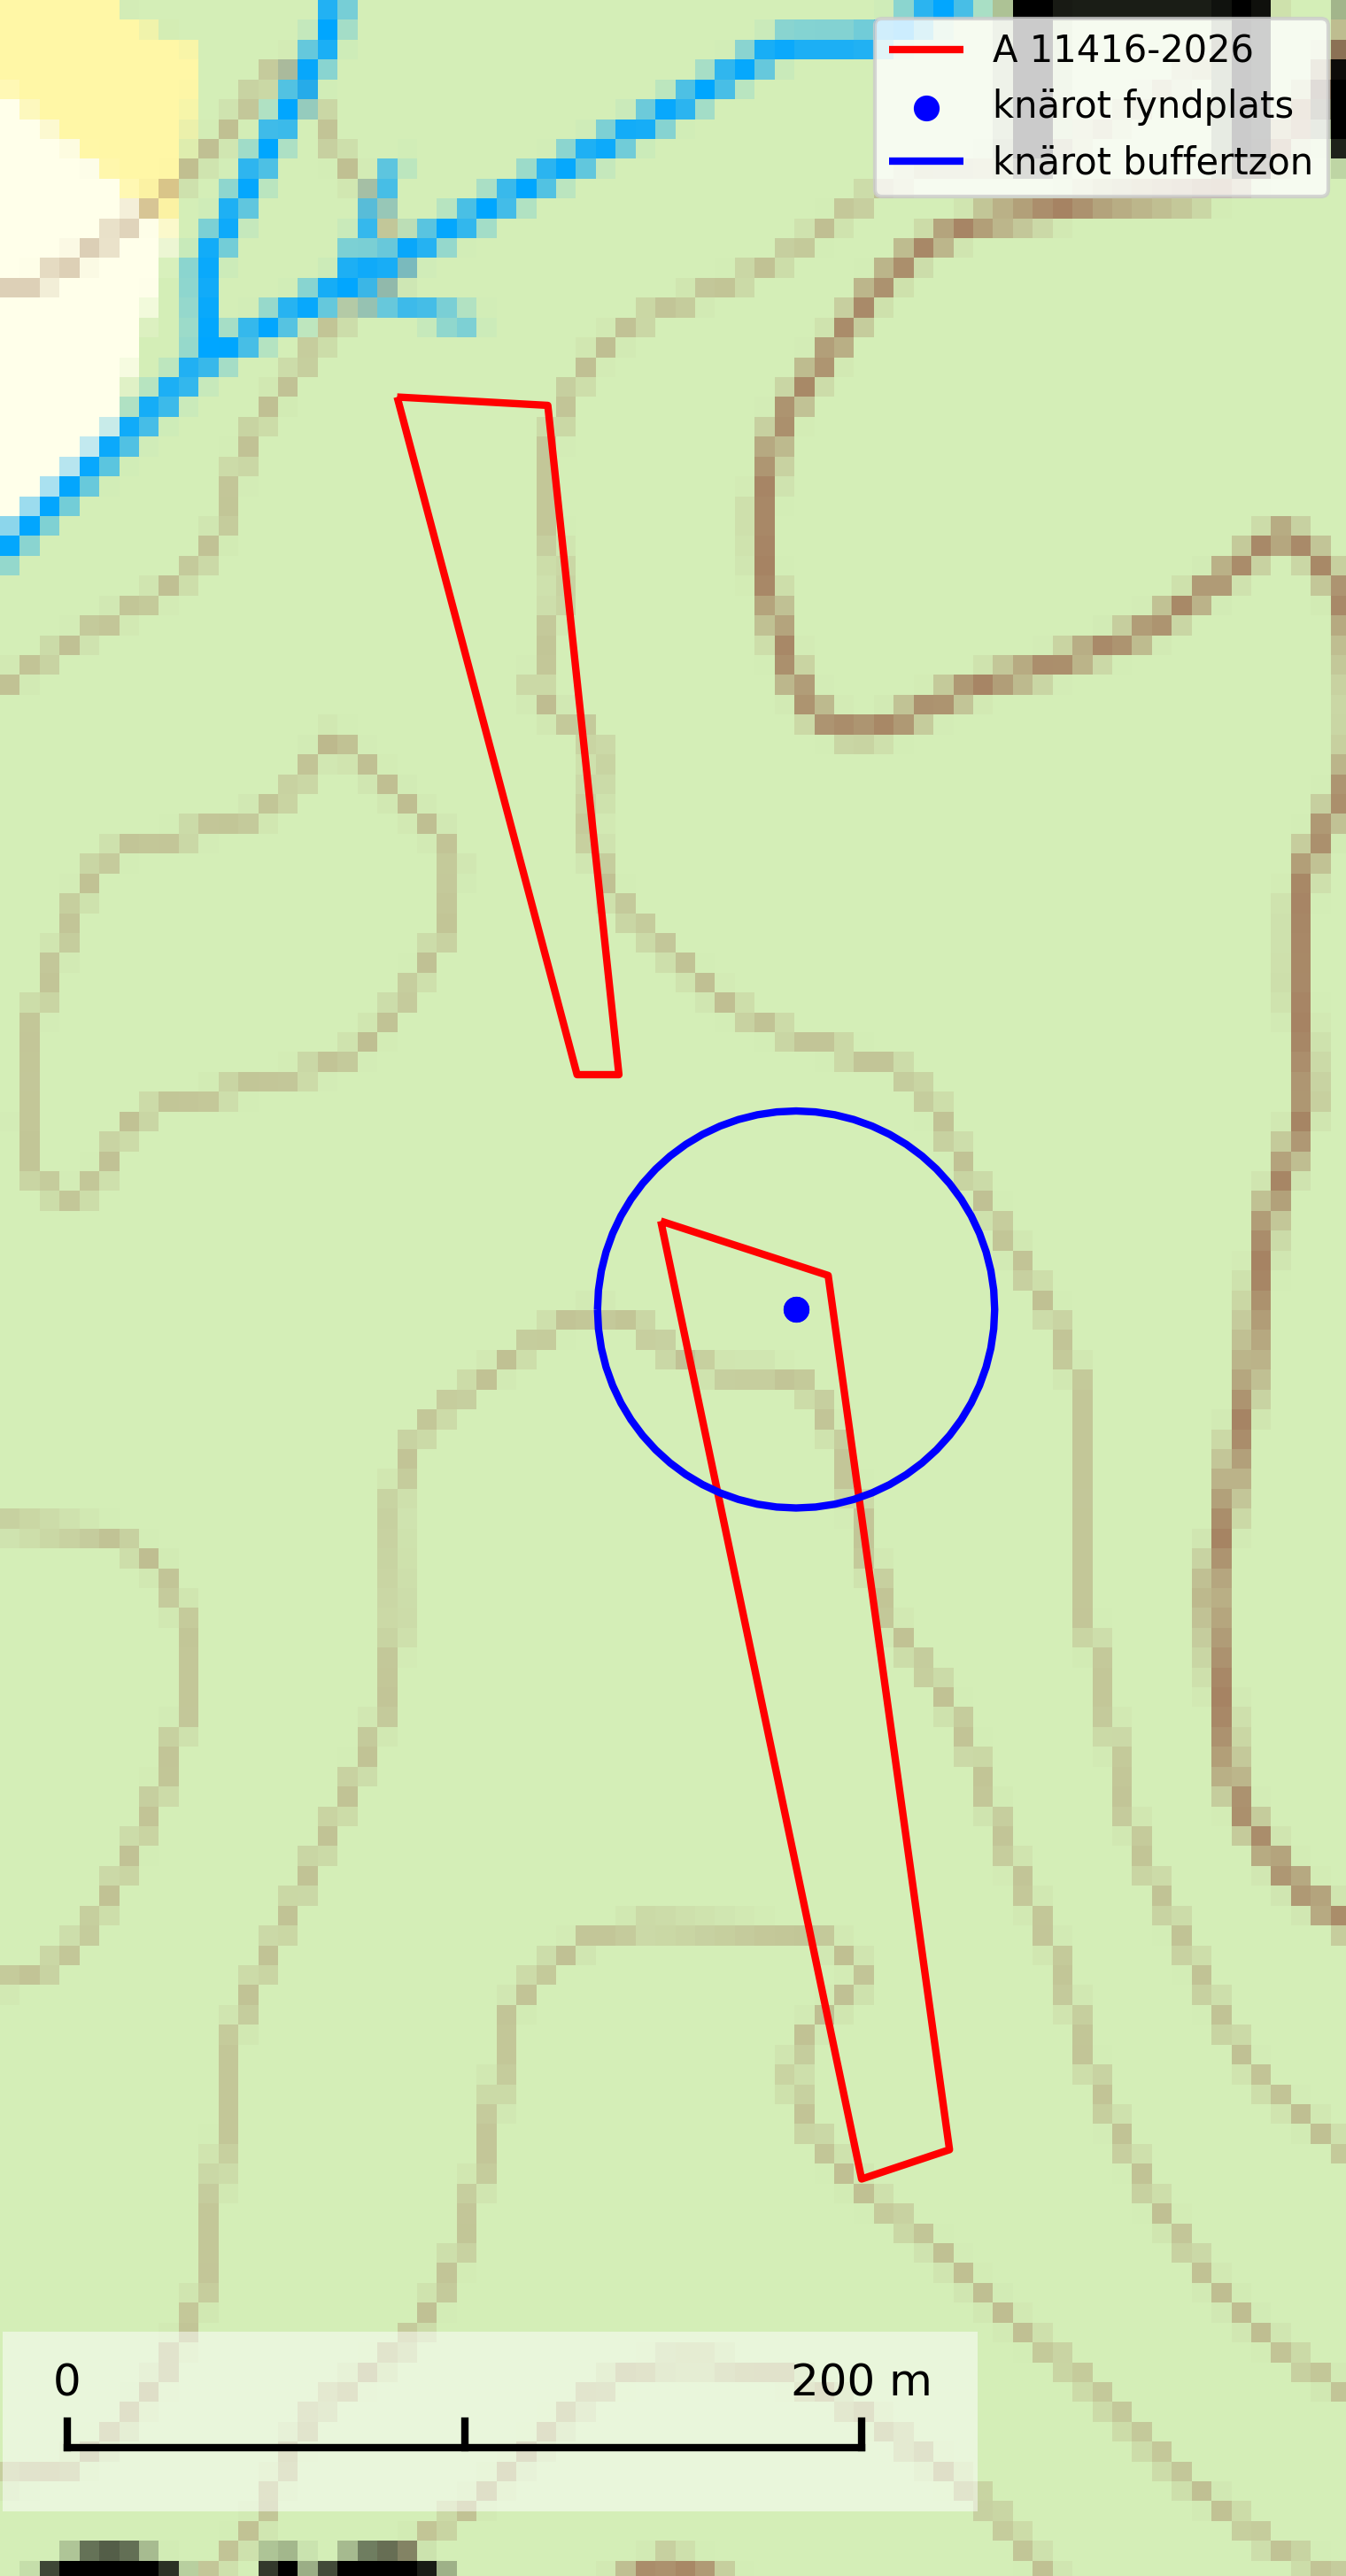 A 11416-2026
knärot fyndplats
knärot buffertzon
0 200 m